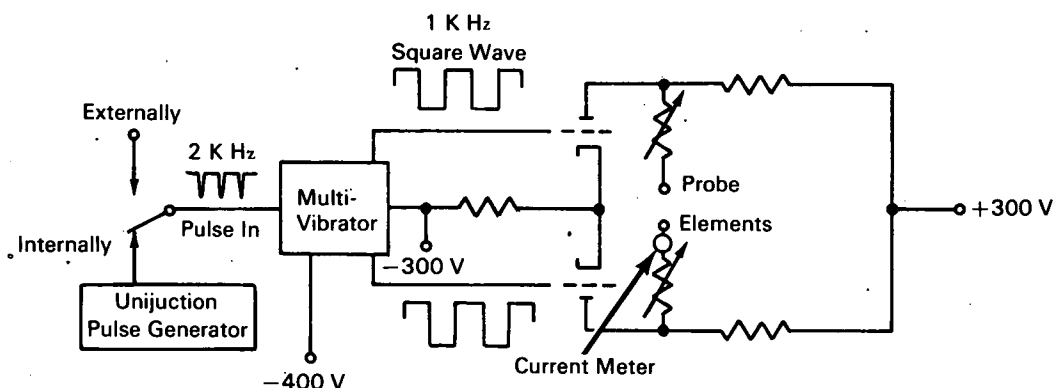 1 K Hz
Square Wave
Externally
2 K Hz
Pulse In
Internally
Multi-
Vibrator
Unijuction
Pulse Generator
−300 V
−400 V
Probe
Elements
+300 V
Current Meter